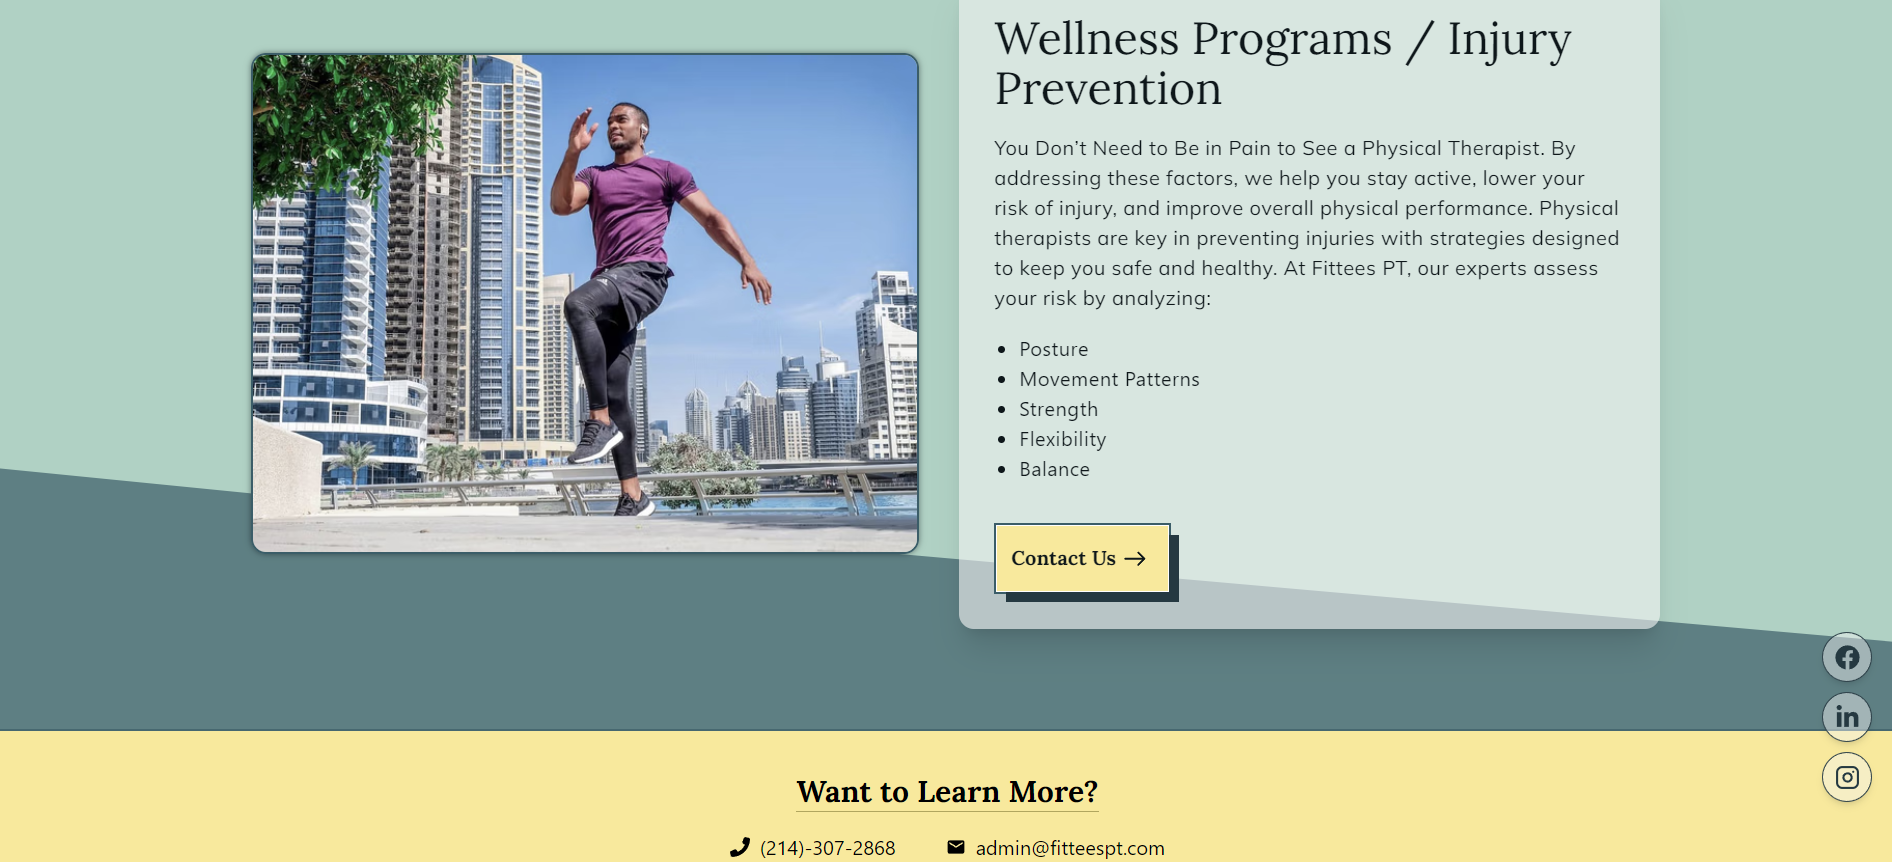 Wellness Programs / Injury
Prevention
You Don’t Need to Be in Pain to See a Physical Therapist. By
addressing these factors, we help you stay active, lower your
risk of injury, and improve overall physical performance. Physical
therapists are key in preventing injuries with strategies designed
to keep you safe and healthy. At Fittees PT, our experts assess
your risk by analyzing:
Posture
Movement Patterns
Strength
Flexibility
Balance
Contact Us
Want to Learn More?
(214)-307-2868 admin@fitteespt.com